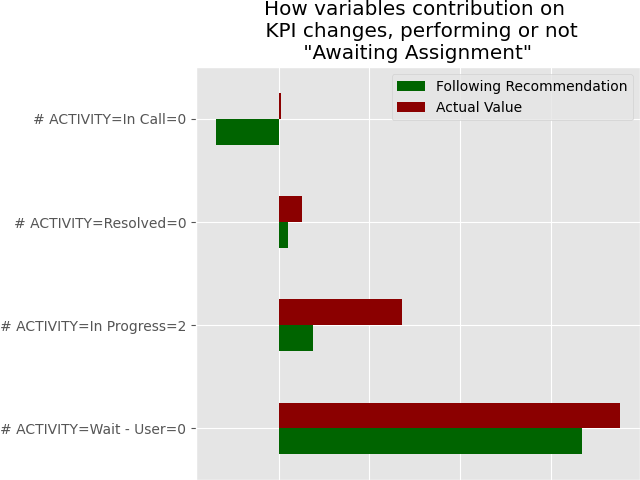 How variables contribution on
KPI changes, performing or not
"Awaiting Assignment"
Following Recommendation
Actual Value
# ACTIVITY=In Call=0
# ACTIVITY=Resolved=0
# ACTIVITY=In Progress=2
# ACTIVITY=Wait - User=0